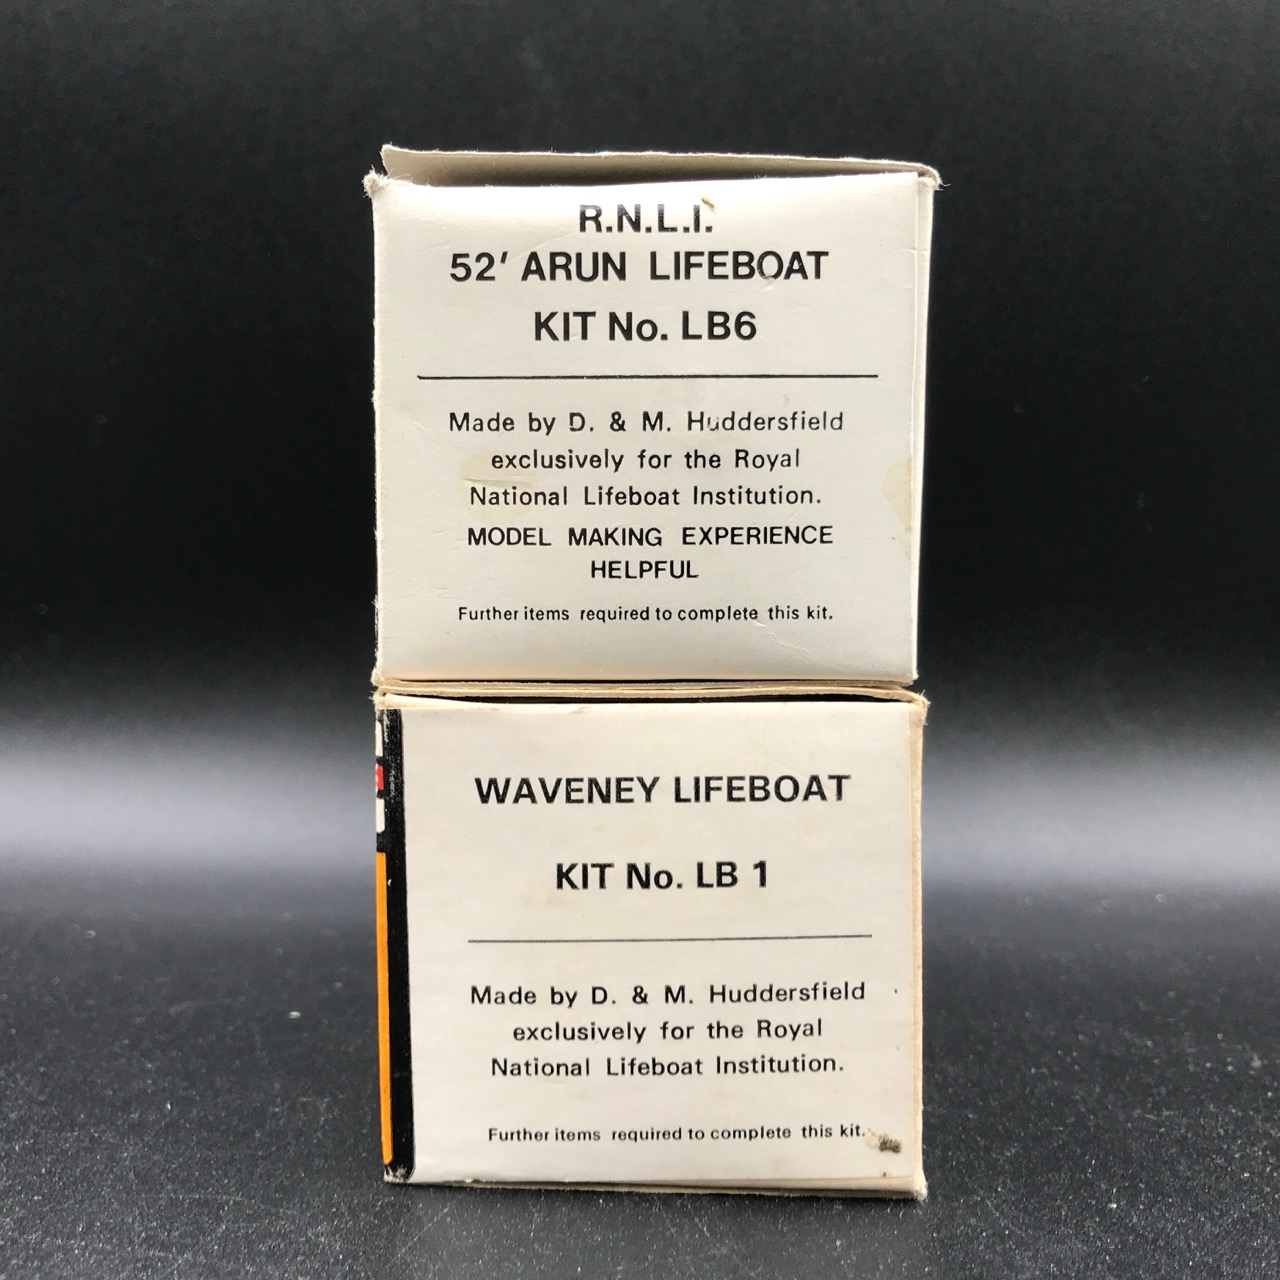 R.N.L.I.
52' ARUN LIFEBOAT
KIT No. LB6
Made by D. & M. Huddersfield
exclusively for the Royal
National Lifeboat Institution.
MODEL MAKING EXPERIENCE
HELPFUL
Further items required to complete this kit.
WAVENEY LIFEBOAT
KIT No. LB 1
Made by D. & M. Huddersfield
exclusively for the Royal
National Lifeboat Institution.
Further items required to complete this kit.